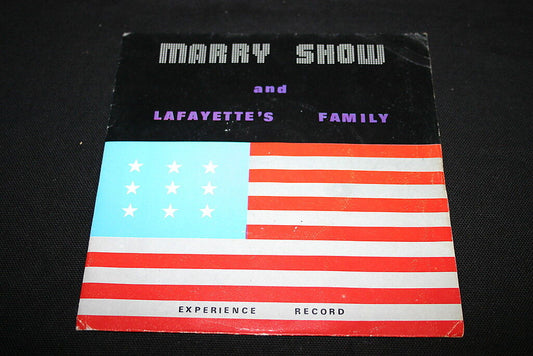 MARRY SHOW
and
LAFAYETTE'S FAMILY
EXPERIENCE RECORD